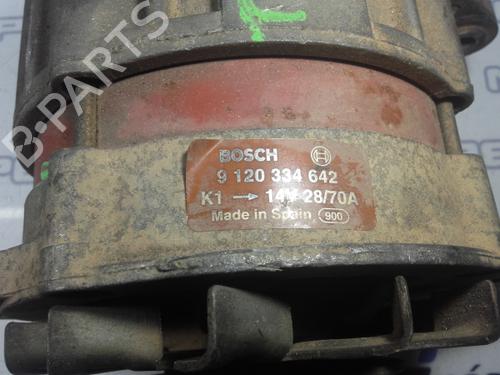 BOSCH
9 120 334 642
K1 → 14V 28/70A
Made in Spain 900
B-PARTS